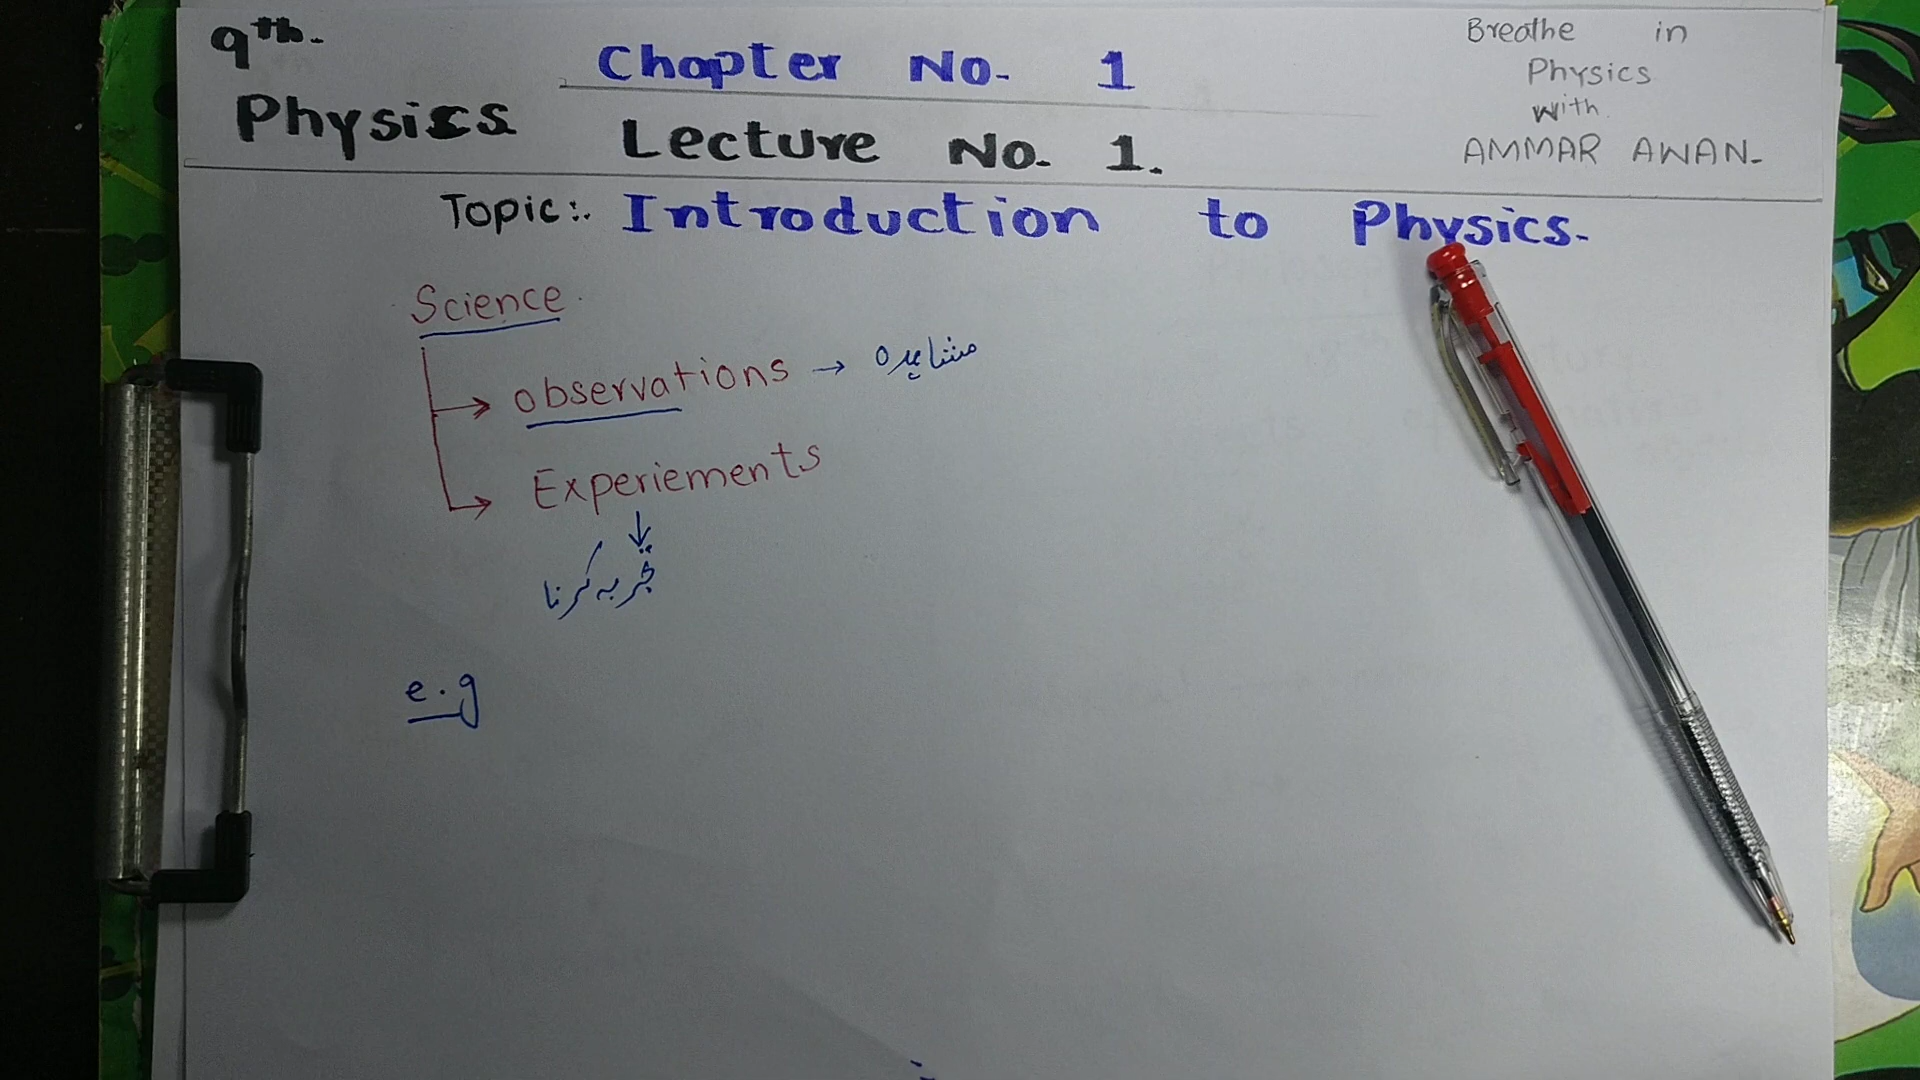 9th.
Physics
Chapter No. 1
Lecture No. 1.
Breathe in
Physics
with
AMMAR AWAN.
Topic:. Introduction to Physics.
Science
observations → مشاہدہ
Experiements
تجربہ کرنا
e.g